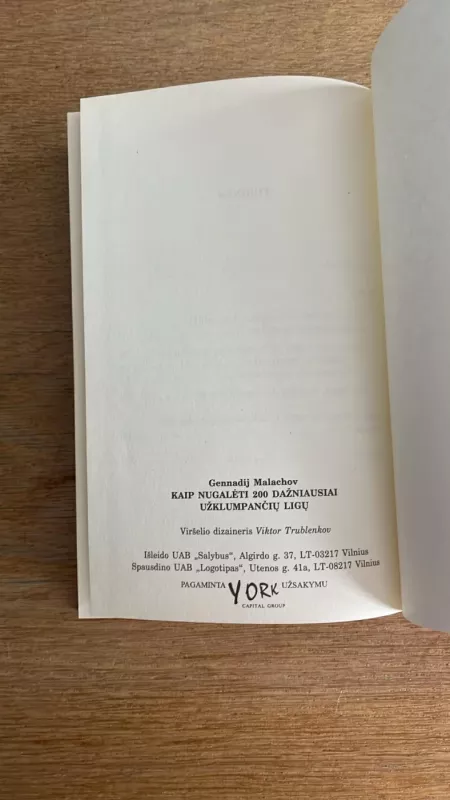 Gennadij Malachov
KAIP NUGALĖTI 200 DAŽNIAUSIAI
UŽKLUMPANČIŲ LIGŲ
Viršelio dizaineris Viktor Trublenkov
Išleido UAB „Salybus", Algirdo g. 37, LT-03217 Vilnius
Spausdino UAB „Logotipas", Utenos g. 41a, LT-08217 Vilnius
PAGAMINTA YORK UŽSAKYMU
CAPITAL GROUP